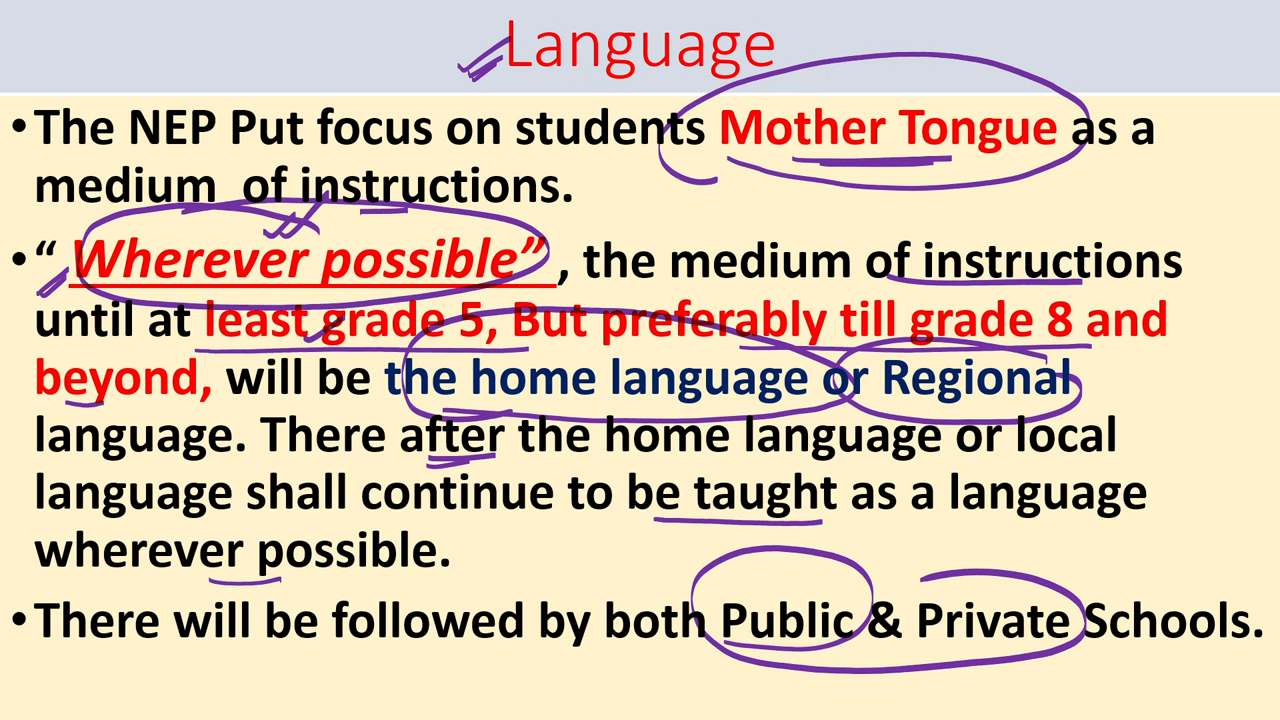 Language
•The NEP Put focus on students Mother Tongue as a
medium of instructions.
•“ Wherever possible” , the medium of instructions
until at least grade 5, But preferably till grade 8 and
beyond, will be the home language or Regional
language. There after the home language or local
language shall continue to be taught as a language
wherever possible.
•There will be followed by both Public & Private Schools.